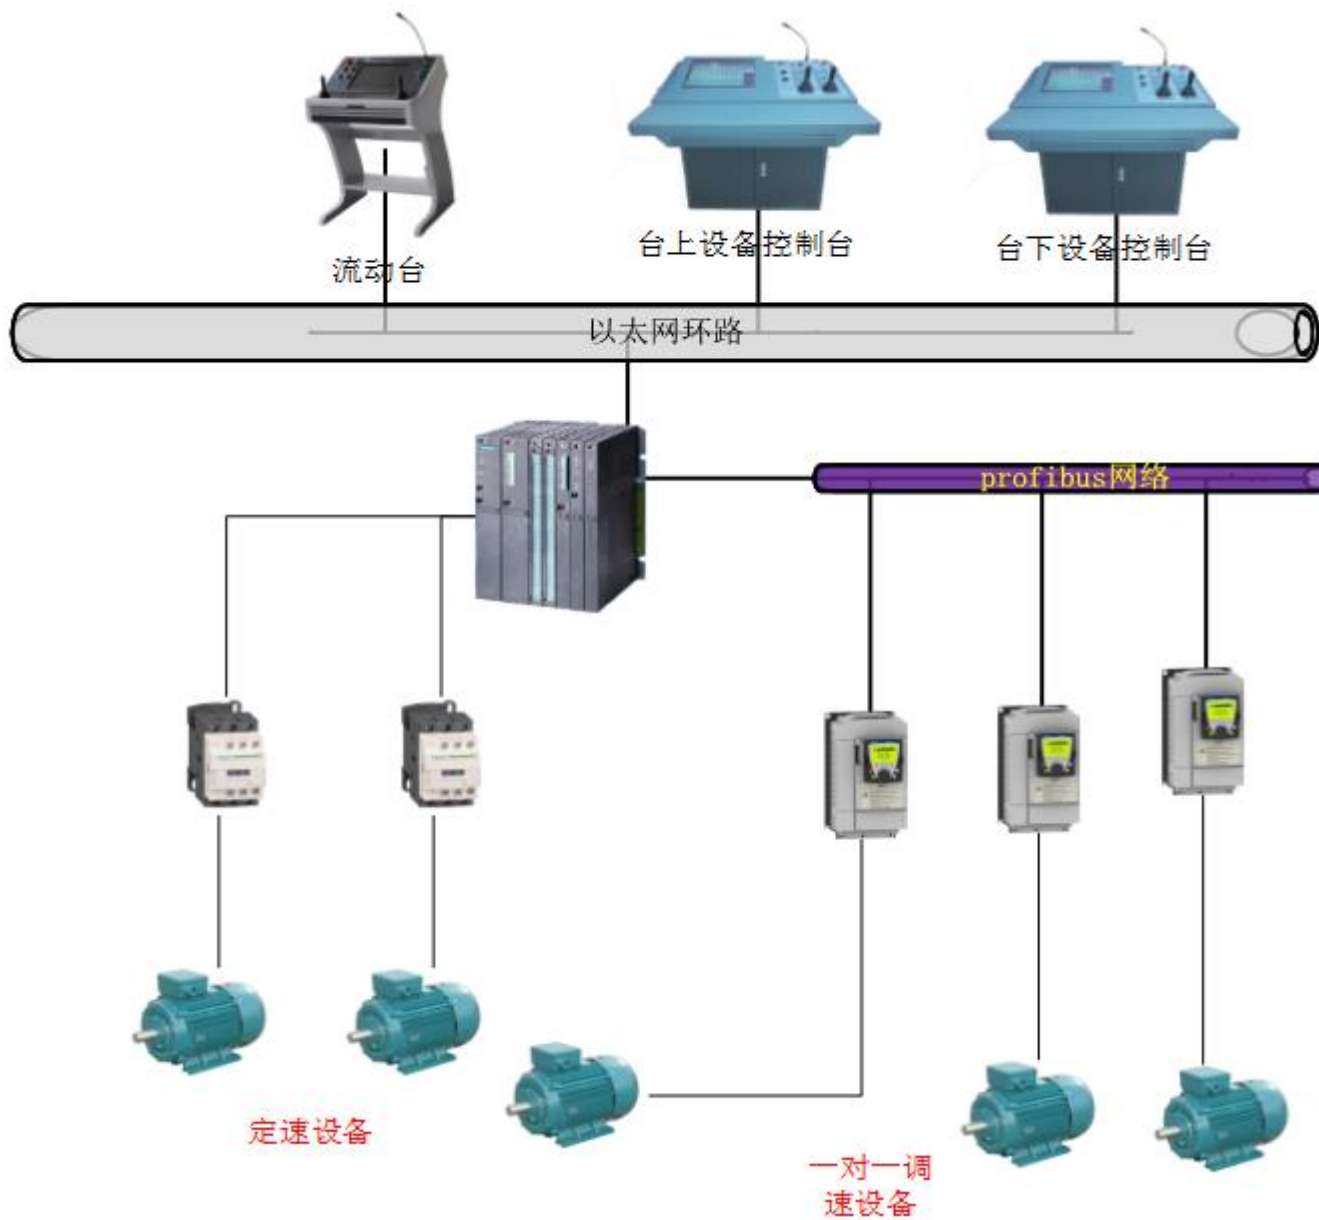 流动台
台上设备控制台
台下设备控制台
以太网环路
profibus网络
定速设备
一对一调
速设备